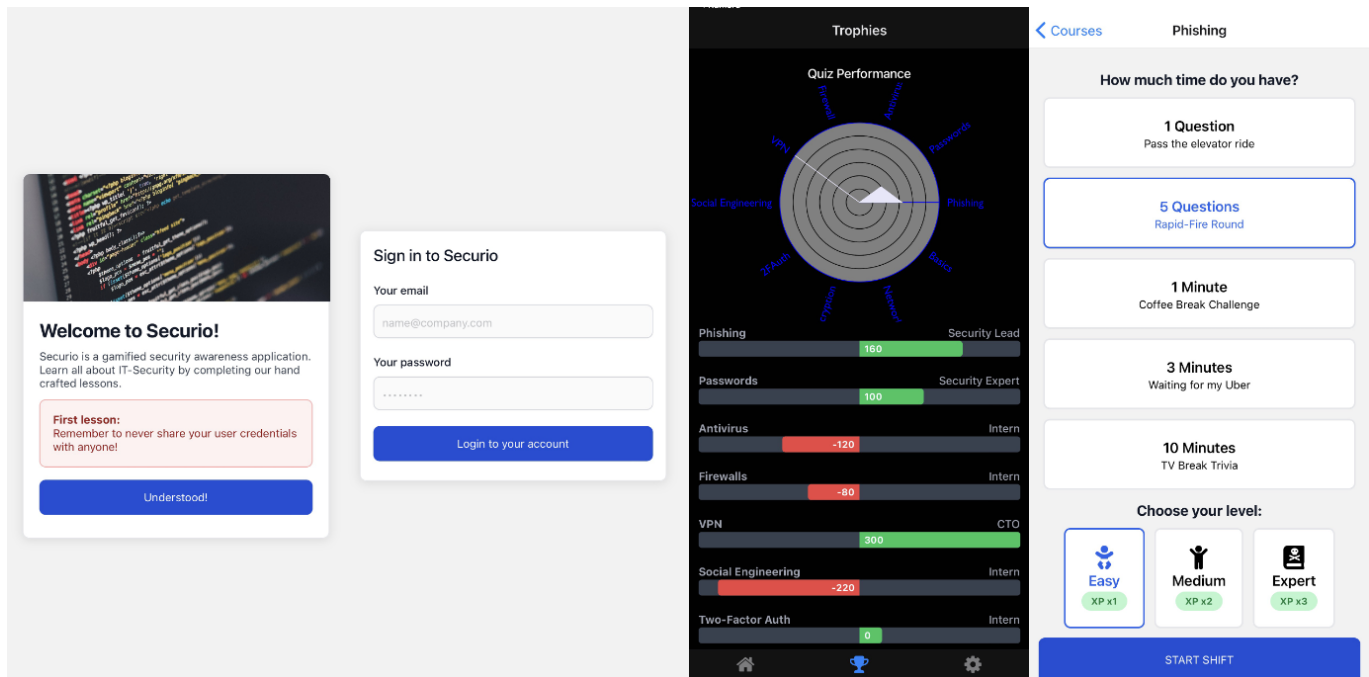 Welcome to Securio!
Securio is a gamified security awareness application.
Learn all about IT-Security by completing our hand
crafted lessons.
First lesson:
Remember to never share your user credentials
with anyone!
Understood!
Sign in to Securio
Your email
name@company.com
Your password
Login to your account
Trophies
Quiz Performance
Firewall
Antivirus
VPN
Passwords
Social Engineering
Phishing
2FAuth
Basics
Network
Phishing
Security Lead
160
Passwords
Security Expert
100
Antivirus
Intern
-120
Firewalls
Intern
-80
VPN
CTO
300
Social Engineering
Intern
-220
Two-Factor Auth
Intern
0
Courses
Phishing
How much time do you have?
1 Question
Pass the elevator ride
5 Questions
Rapid-Fire Round
1 Minute
Coffee Break Challenge
3 Minutes
Waiting for my Uber
10 Minutes
TV Break Trivia
Choose your level:
Easy
XP x1
Medium
XP x2
Expert
XP x3
START SHIFT